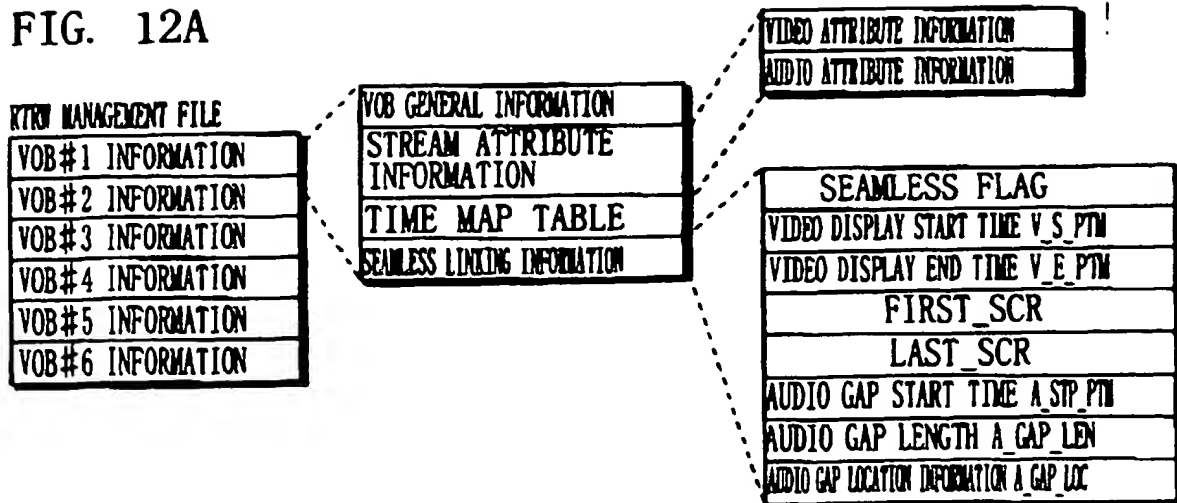 FIG. 12A
RTRW MANAGEMENT FILE
VOB#1 INFORMATION
VOB#2 INFORMATION
VOB#3 INFORMATION
VOB#4 INFORMATION
VOB#5 INFORMATION
VOB#6 INFORMATION
VOB GENERAL INFORMATION
STREAM ATTRIBUTE
INFORMATION
TIME MAP TABLE
SEAMLESS LINKING INFORMATION
VIDEO ATTRIBUTE INFORMATION
AUDIO ATTRIBUTE INFORMATION
SEAMLESS FLAG
VIDEO DISPLAY START TIME V_S_PTM
VIDEO DISPLAY END TIME V_E_PTM
FIRST_SCR
LAST_SCR
AUDIO GAP START TIME A_STP_PTM
AUDIO GAP LENGTH A_GAP_LEN
AUDIO GAP LOCATION INFORMATION A_GAP_LOC